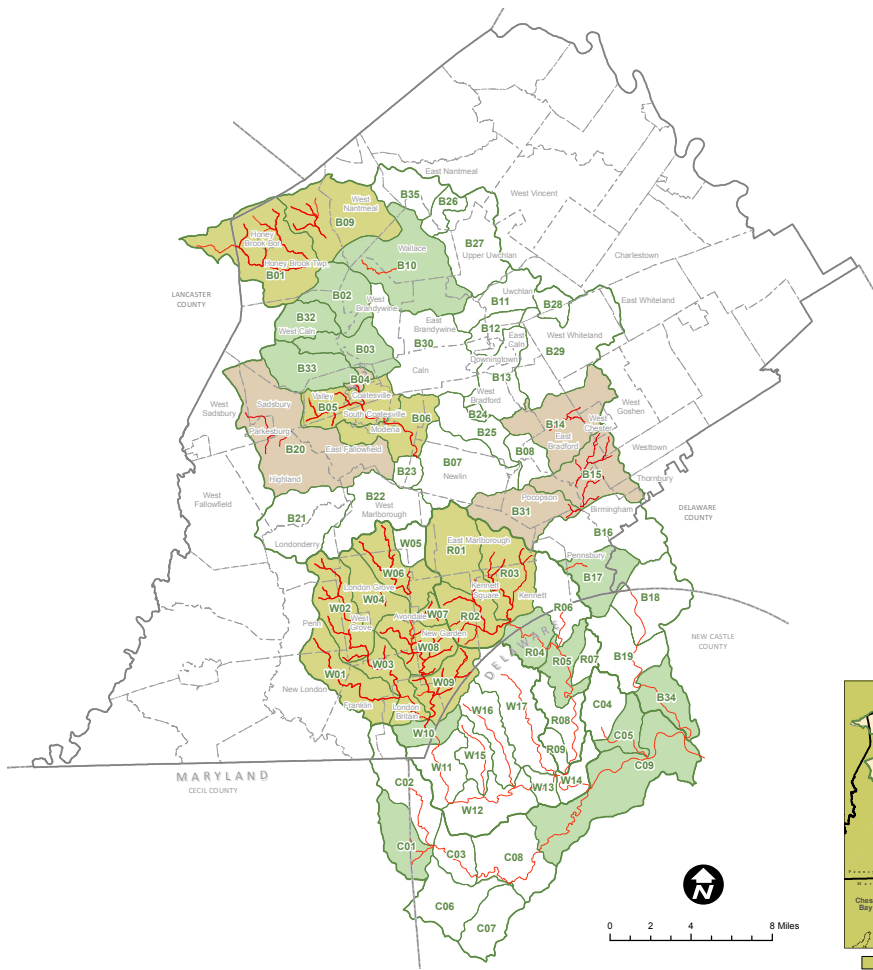 East Nantmeal
West
Nantmeal
B35
B26
West Vincent
B09
Honey
Brook Bor.
Wallace
B27
Upper Uwchlan
Charlestown
Honey Brook Twp.
B01
B10
LANCASTER
COUNTY
B02
West
Brandywine
Uwchlan
B11
B28
East Whiteland
B32
West Caln
East
Brandywine
B12
East
Caln
West Whiteland
B30
B03
B29
Downingtown
B33
Caln
B04
B13
Valley
Coatesville
West
Bradford
West
Sadsbury
Sadsbury
B05
South Coatesville
B06
B24
West
Goshen
Parkesburg
Modena
B25
B14
West
Chester
East
Bradford
B20
East Fallowfield
B08
Westtown
B07
B23
Newlin
B15
Highland
Thornbury
West
Fallowfield
B22
West
Marlborough
Pocopson
B31
Birmingham
DELAWARE
COUNTY
B21
B16
Londonderry
W05
East Marlborough
R01
Pennsbury
W06
B17
R03
London Grove
W04
Kennett
Square
Kennett
B18
W02
R06
Penn
West
Grove
Avondale
W07
R02
New Garden
NEW CASTLE
COUNTY
W08
DELAWARE
R04
R05
R07
B19
W03
W01
W09
New London
Franklin
London
Britain
B34
W16
W17
C04
W10
R08
C05
R09
W15
C09
W11
MARYLAND
CECIL COUNTY
C02
W13
W14
W12
C01
C03
C08
N
C06
C07
0 2 4 8 Miles
Ches
Bay